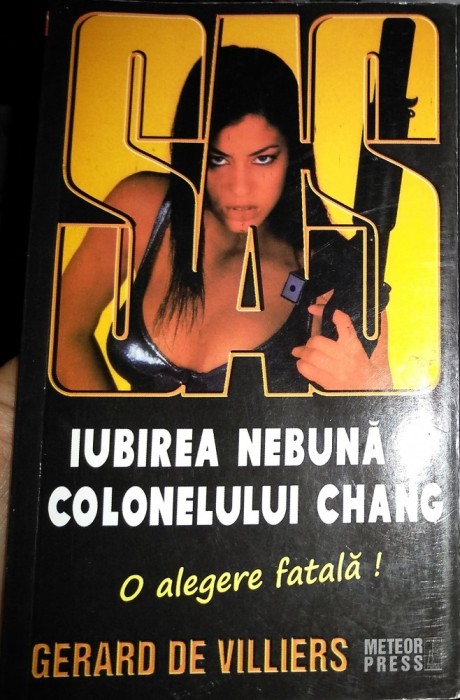 SAS
IUBIREA NEBUNĂ
COLONELULUI CHANG
O alegere fatală !
GERARD DE VILLIERS
METEOR
PRESS